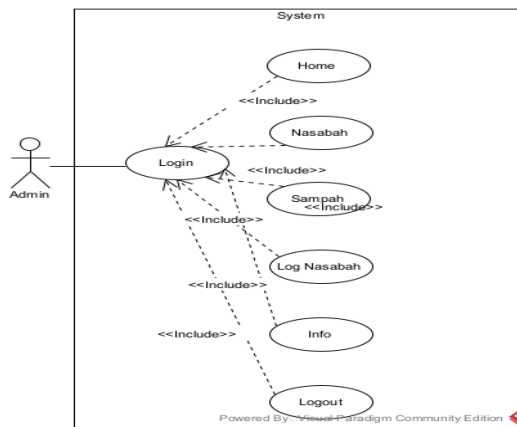 System
Home
<<Include>>
Nasabah
Login
<<Include>>
Admin
Sampah
<<Include>>
<<Include>>
Log Nasabah
<<Include>>
<<Include>>
Info
Logout
Powered By: Visual Paradigm Community Edition